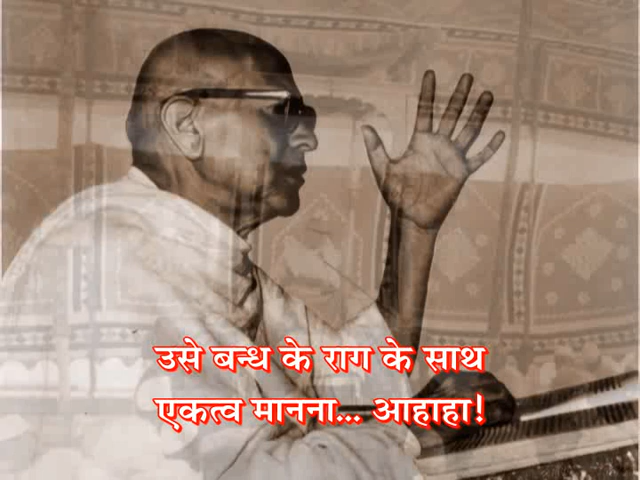 उसे बन्ध के राग के साथ
एकत्व मानना... आहाहा!